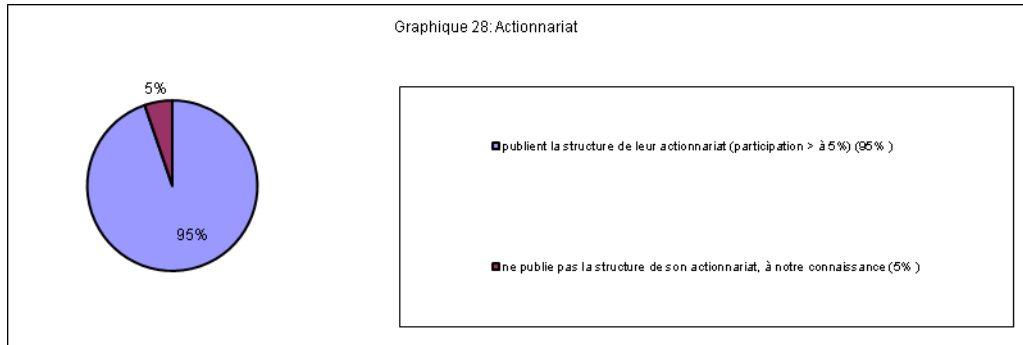 Graphique 28: Actionnariat
5%
95%
publient la structure de leur actionnariat (participation > à 5%) (95% )
ne publie pas la structure de son actionnariat, à notre connaissance (5% )